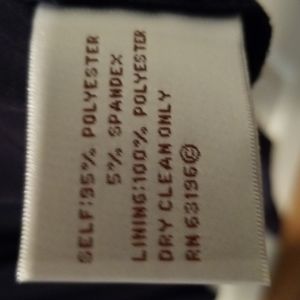 SELF:95% POLYESTER
5% SPANDEX
LINING:100% POLYESTER
DRY CLEAN ONLY
RN 63196